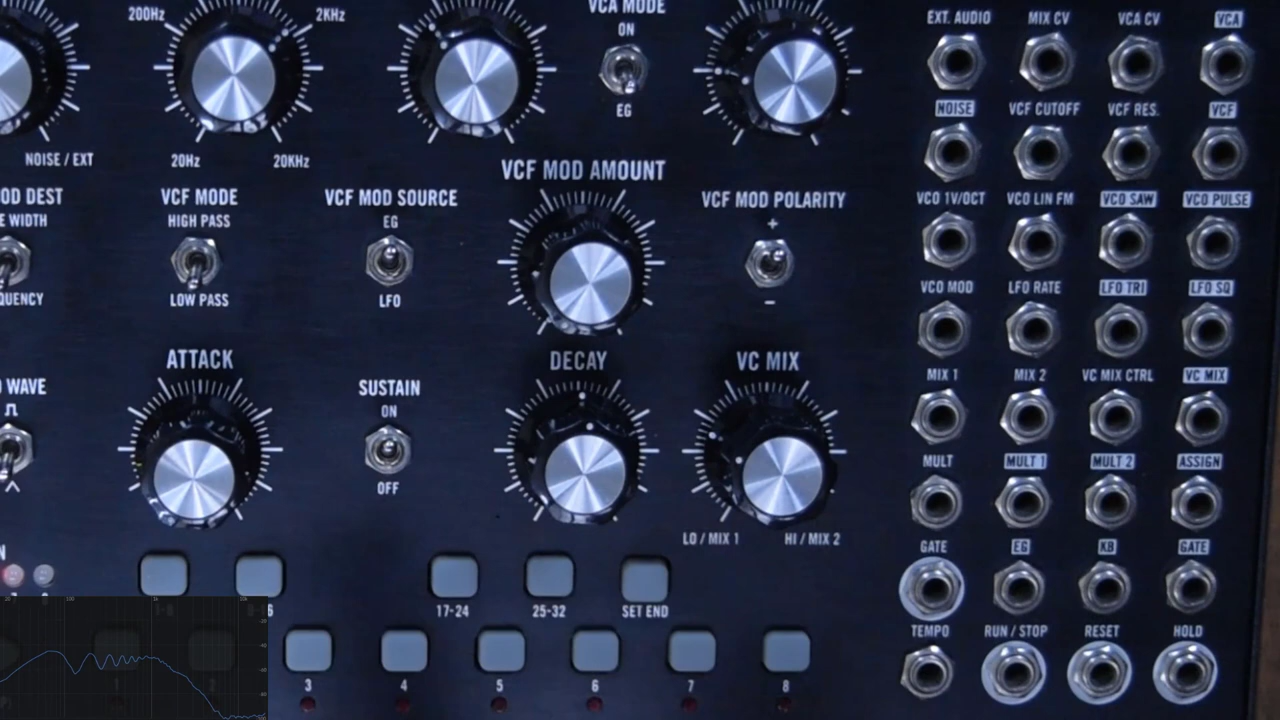 VCA MODE
200Hz 2KHz ON
EG
NOISE / EXT 20Hz 20KHz
VCF MOD AMOUNT
OD DEST VCF MODE VCF MOD SOURCE VCF MOD POLARITY
E WIDTH HIGH PASS EG +
QUENCY LOW PASS LFO −
ATTACK DECAY VC MIX
WAVE SUSTAIN
ON
OFF
LO / MIX 1 HI / MIX 2
N
17-24 25-32 SET END
3 4 5 6 7 8
EXT. AUDIO MIX CV VCA CV VCA
NOISE VCF CUTOFF VCF RES. VCF
VCO 1V/OCT VCO LIN FM VCO SAW VCO PULSE
VCO MOD LFO RATE LFO TRI LFO SQ
MIX 1 MIX 2 VC MIX CTRL VC MIX
MULT MULT 1 MULT 2 ASSIGN
GATE EG KB GATE
TEMPO RUN / STOP RESET HOLD